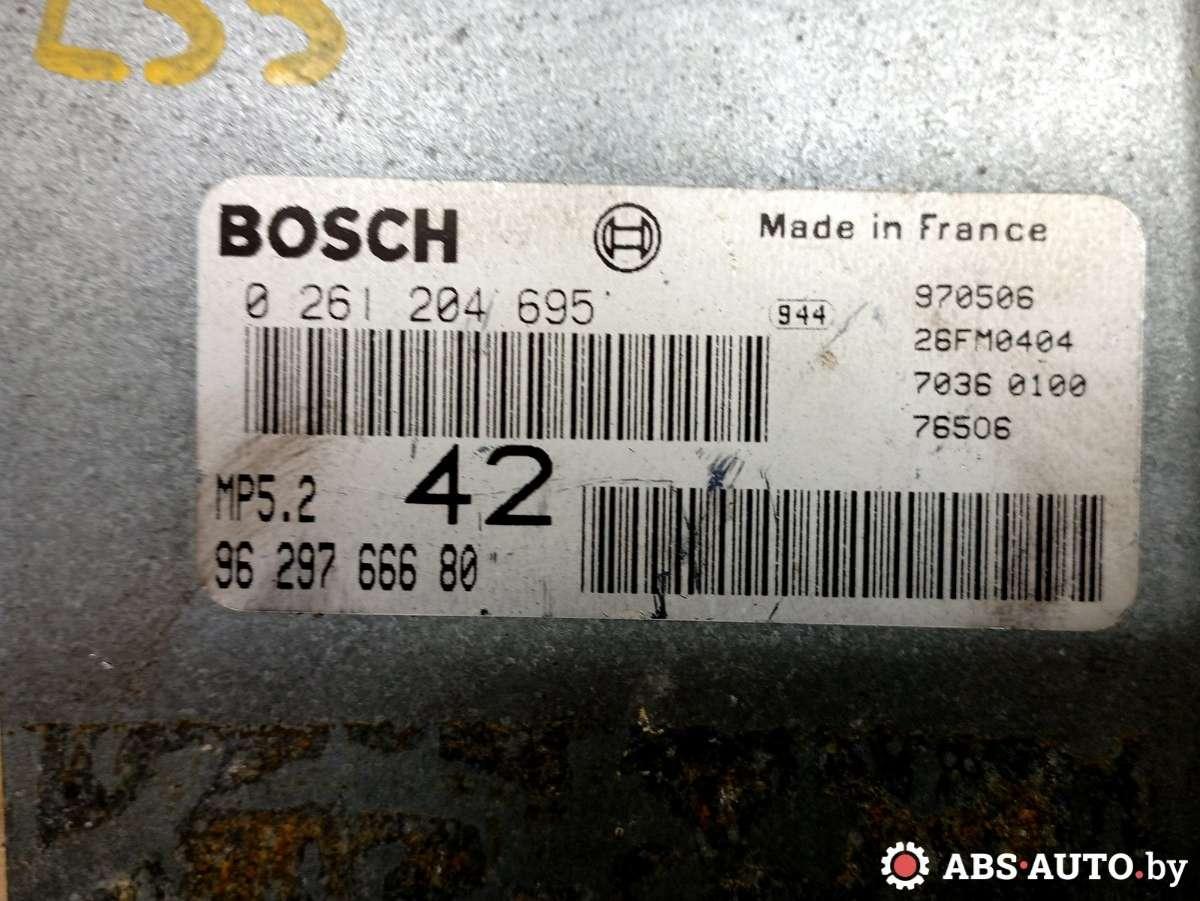 BOSCH
Made in France
0 261 204 695
944
970506
26FM0404
7036 0100
76506
MP5.2
42
96 297 666 80
ABS·AUTO.by